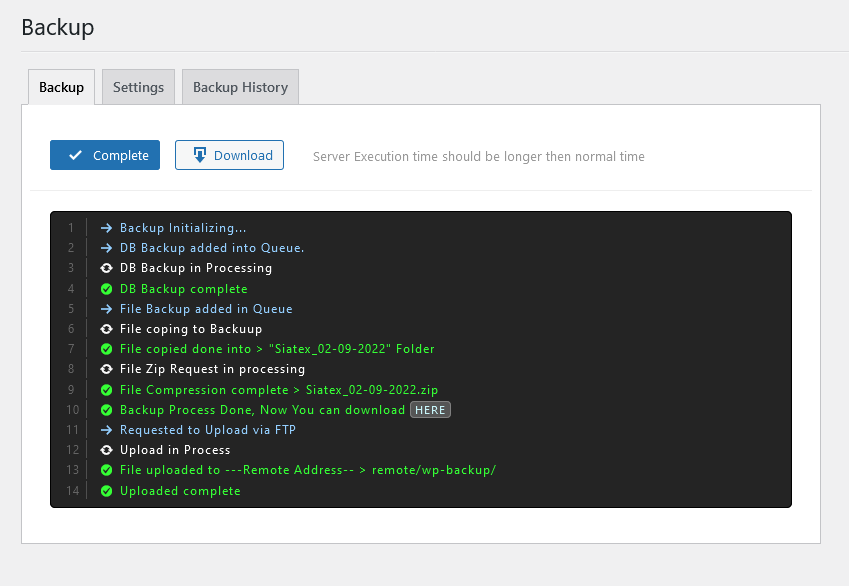 Backup
Backup Settings Backup History
Complete Download Server Execution time should be longer then normal time
1 Backup Initializing...
2 DB Backup added into Queue.
3 DB Backup in Processing
4 DB Backup complete
5 File Backup added in Queue
6 File coping to Backuup
7 File copied done into > "Siatex_02-09-2022" Folder
8 File Zip Request in processing
9 File Compression complete > Siatex_02-09-2022.zip
10 Backup Process Done, Now You can download HERE
11 Requested to Upload via FTP
12 Upload in Process
13 File uploaded to ---Remote Address-- > remote/wp-backup/
14 Uploaded complete